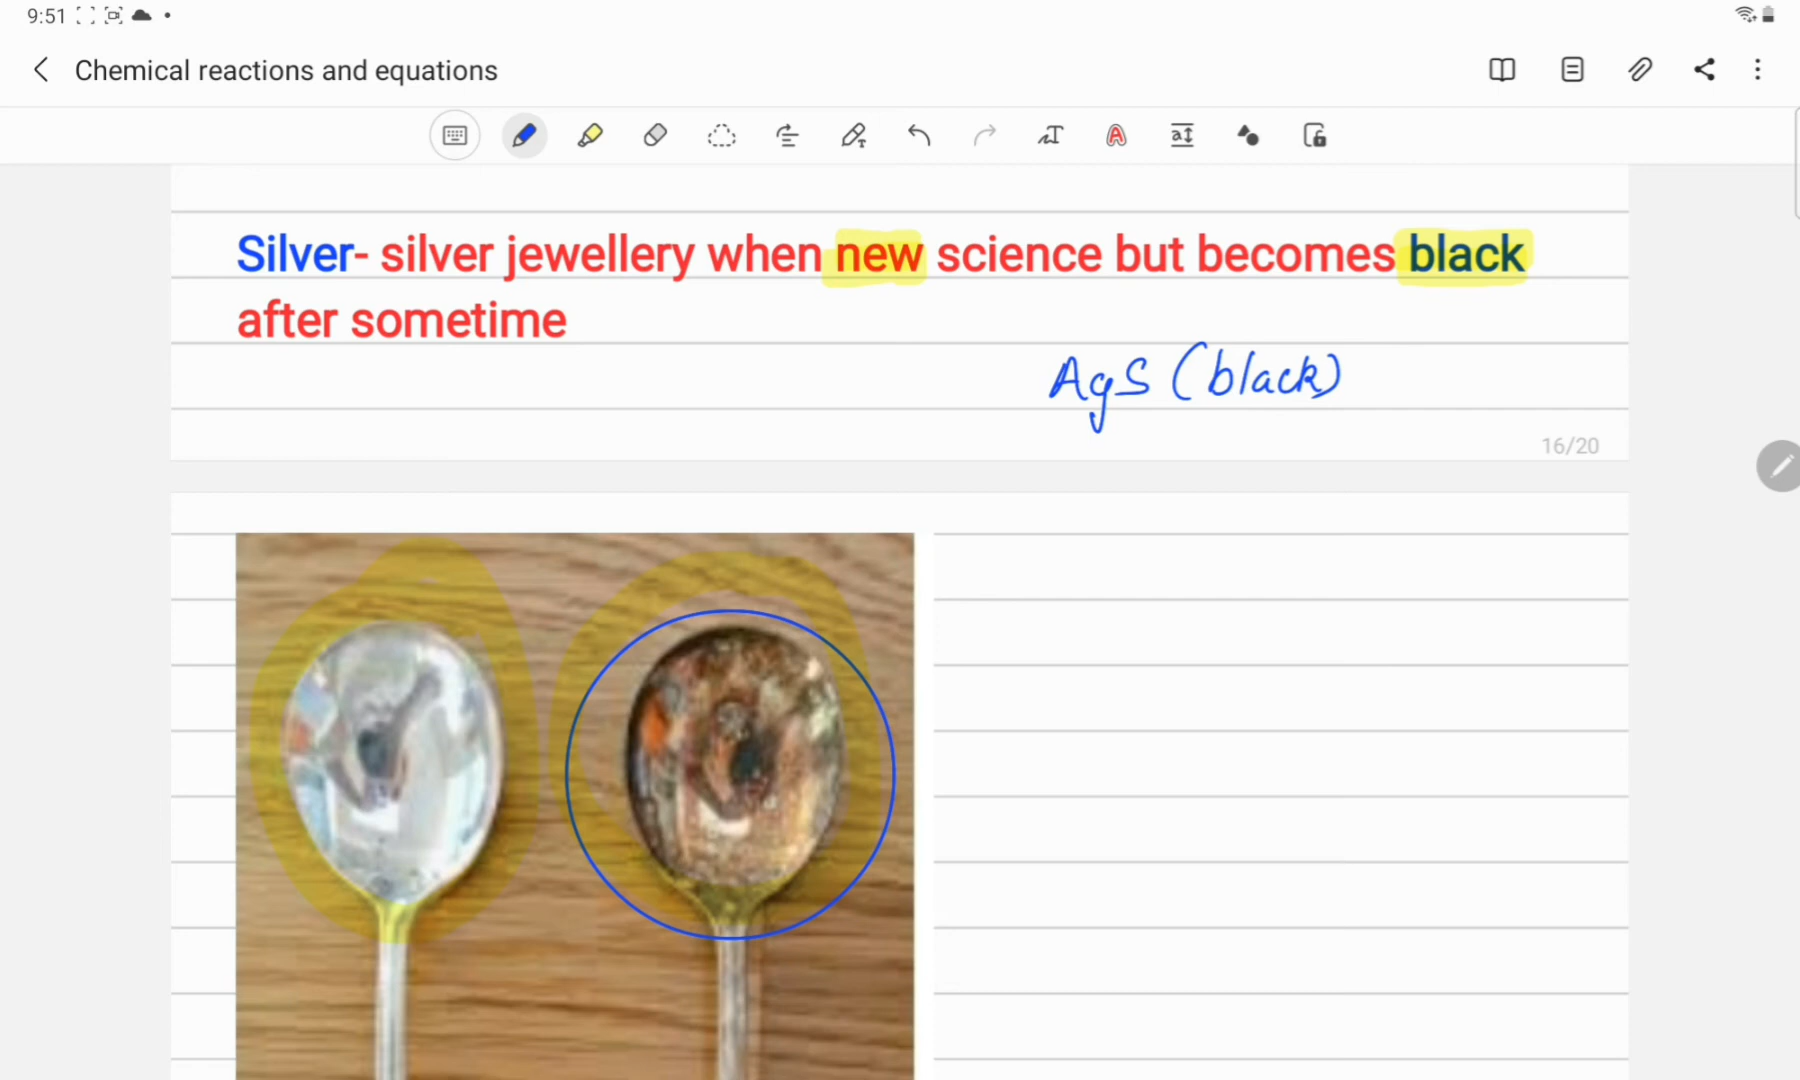 9:51
Chemical reactions and equations
Silver- silver jewellery when new science but becomes black
after sometime
AgS (black)
16/20